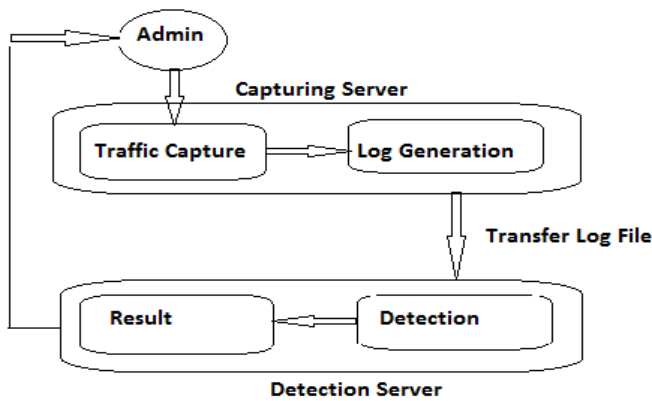 Admin
Capturing Server
Traffic Capture
Log Generation
Transfer Log File
Result
Detection
Detection Server